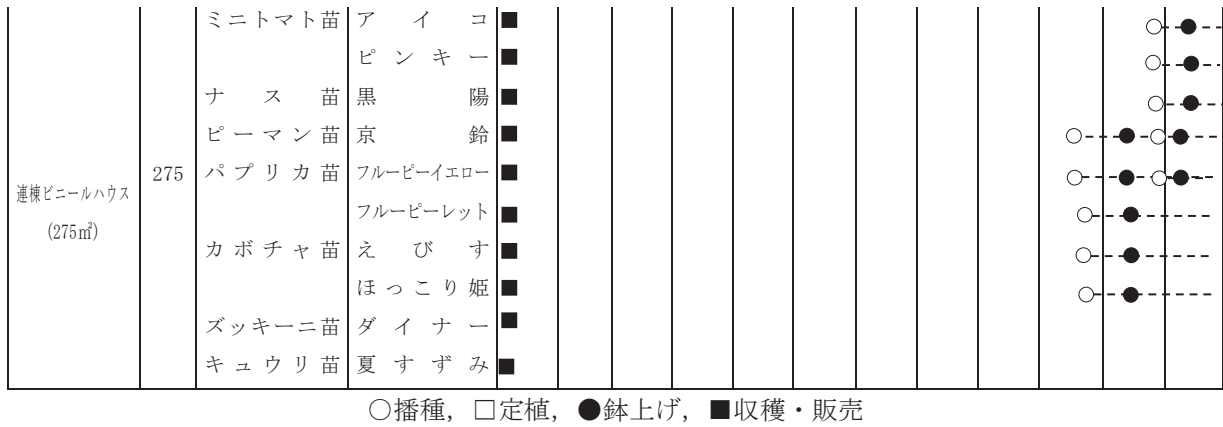 ミニトマト苗 アイコ ■
ピンキー ■
ナス苗 黒陽 ■
ピーマン苗 京鈴 ■
275 パプリカ苗 フルーピーイエロー ■
連棟ビニールハウス
(275㎡)
フルーピーレット ■
カボチャ苗 えびす ■
ほっこり姫 ■
ズッキーニ苗 ダイナー ■
キュウリ苗 夏すずみ ■
○播種，□定植，●鉢上げ，■収穫・販売